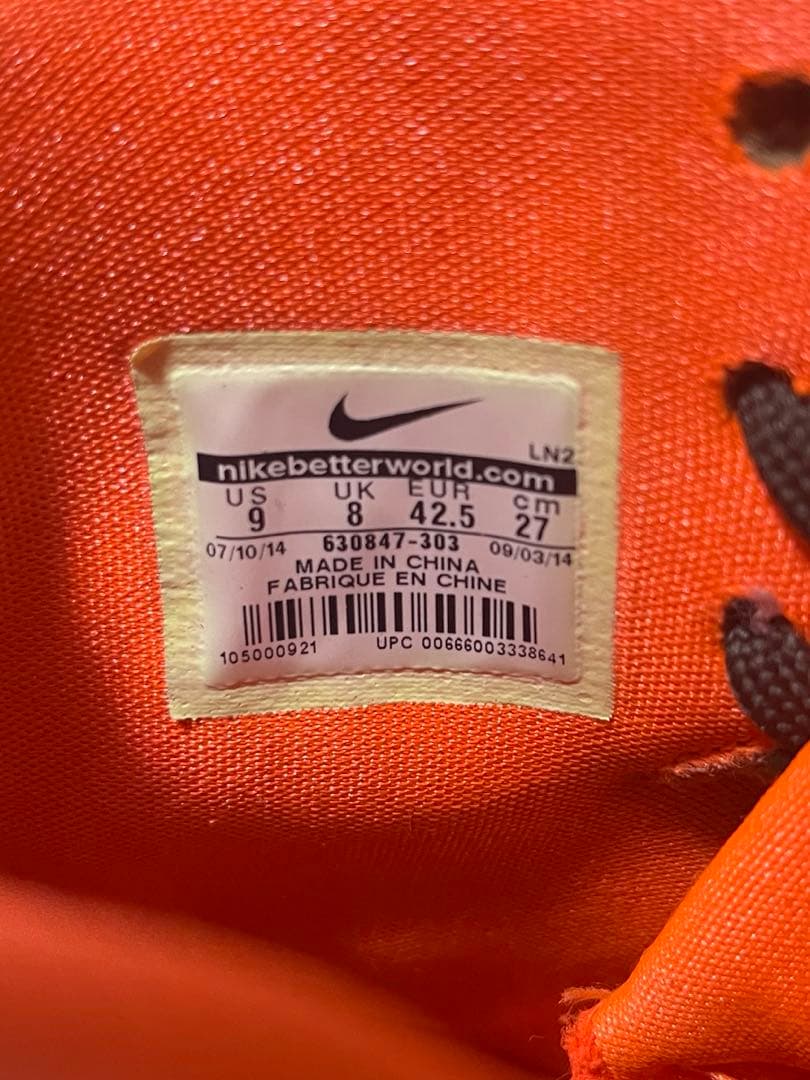 LN2
nikebetterworld.com
US UK EUR cm
9 8 42.5 27
07/10/14 630847-303 09/03/14
MADE IN CHINA
FABRIQUE EN CHINE
105000921 UPC 00666003338641